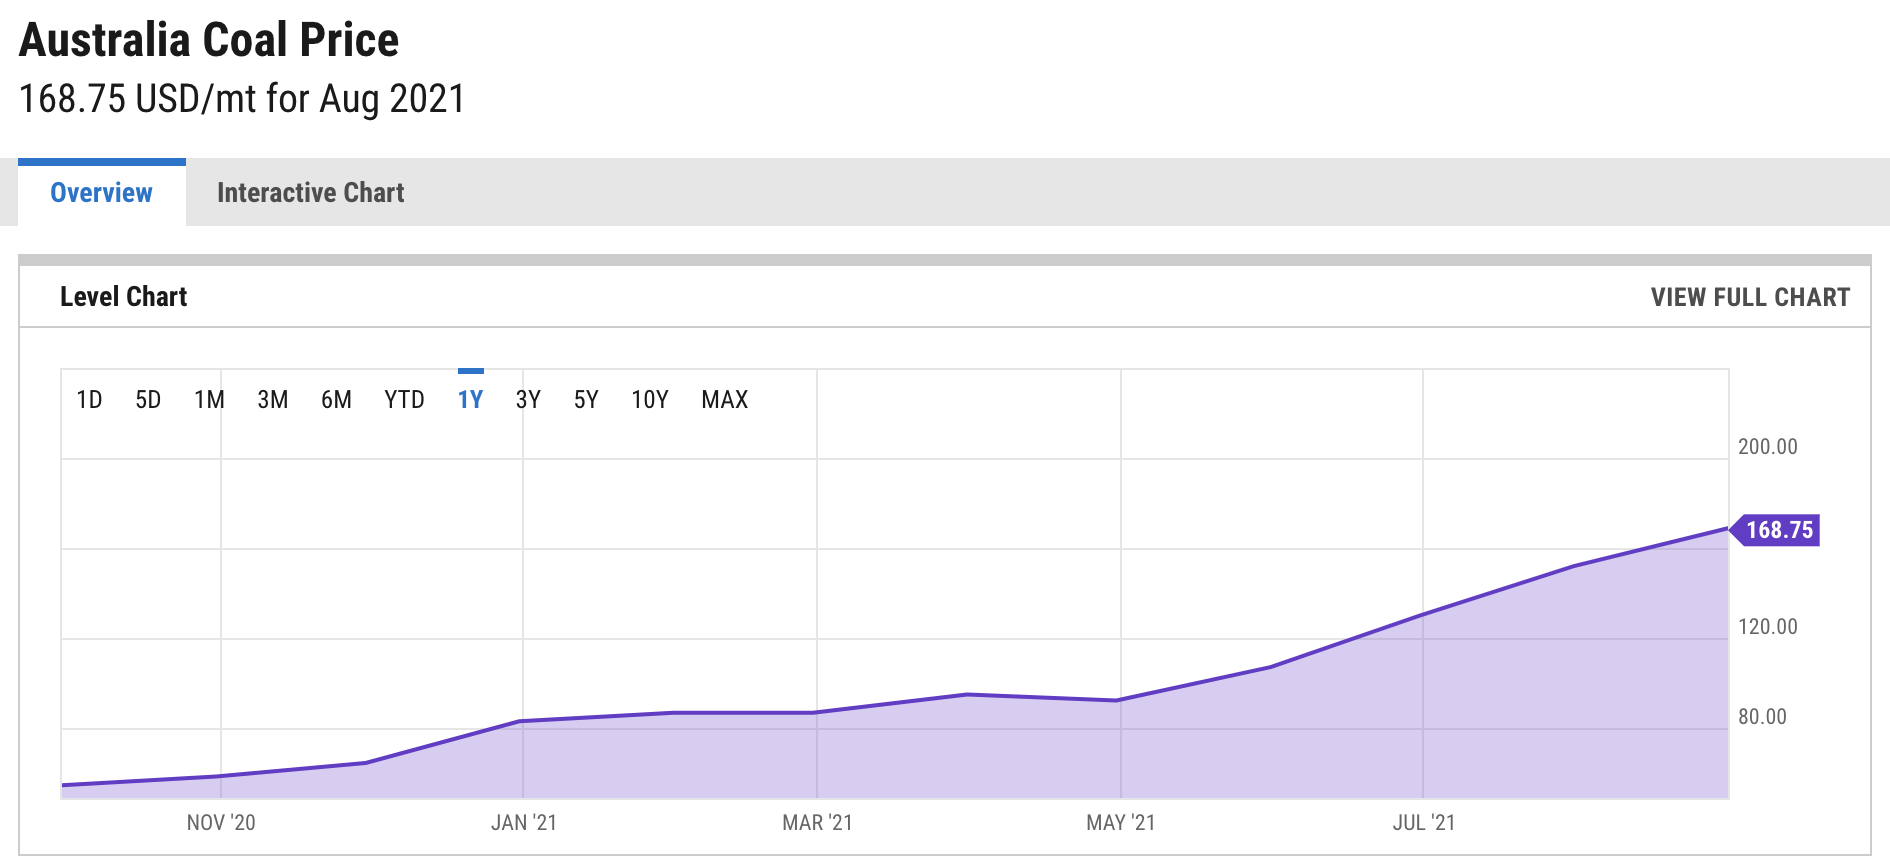 Australia Coal Price
168.75 USD/mt for Aug 2021
Overview Interactive Chart
Level Chart VIEW FULL CHART
1D 5D 1M 3M 6M YTD 1Y 3Y 5Y 10Y MAX
200.00
168.75
120.00
80.00
NOV '20 JAN '21 MAR '21 MAY '21 JUL '21